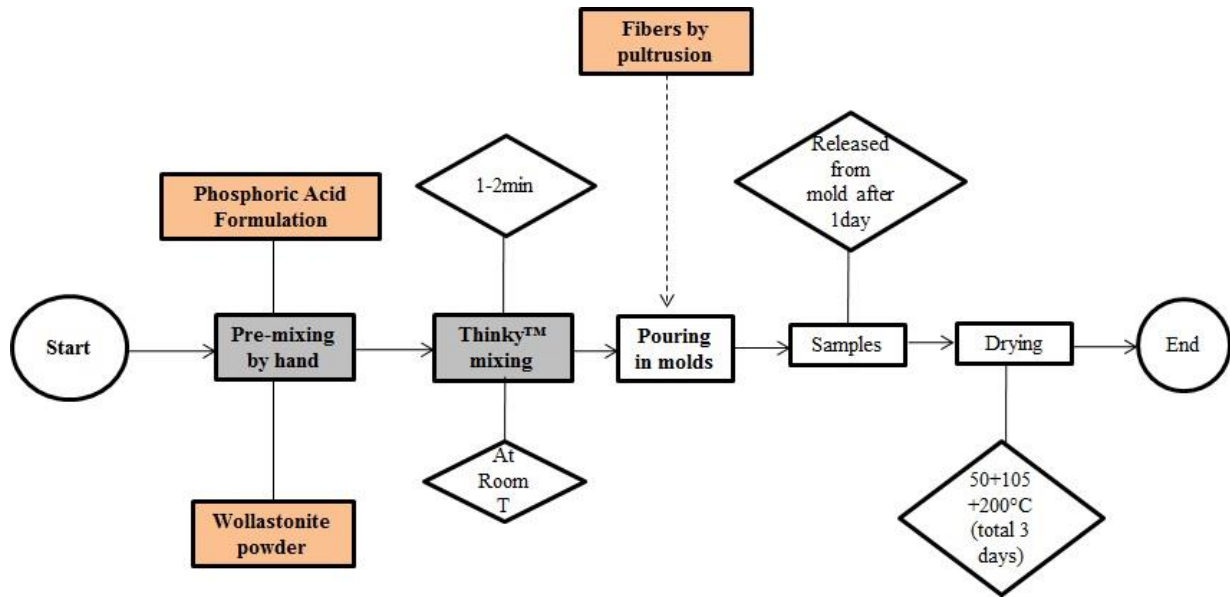 Fibers by
pultrusion
Released
from
mold after
1day
1-2min
Phosphoric Acid
Formulation
Start
Pre-mixing
by hand
Thinky™
mixing
Pouring
in molds
Samples
Drying
End
At
Room
T
50+105
+200°C
(total 3
days)
Wollastonite
powder